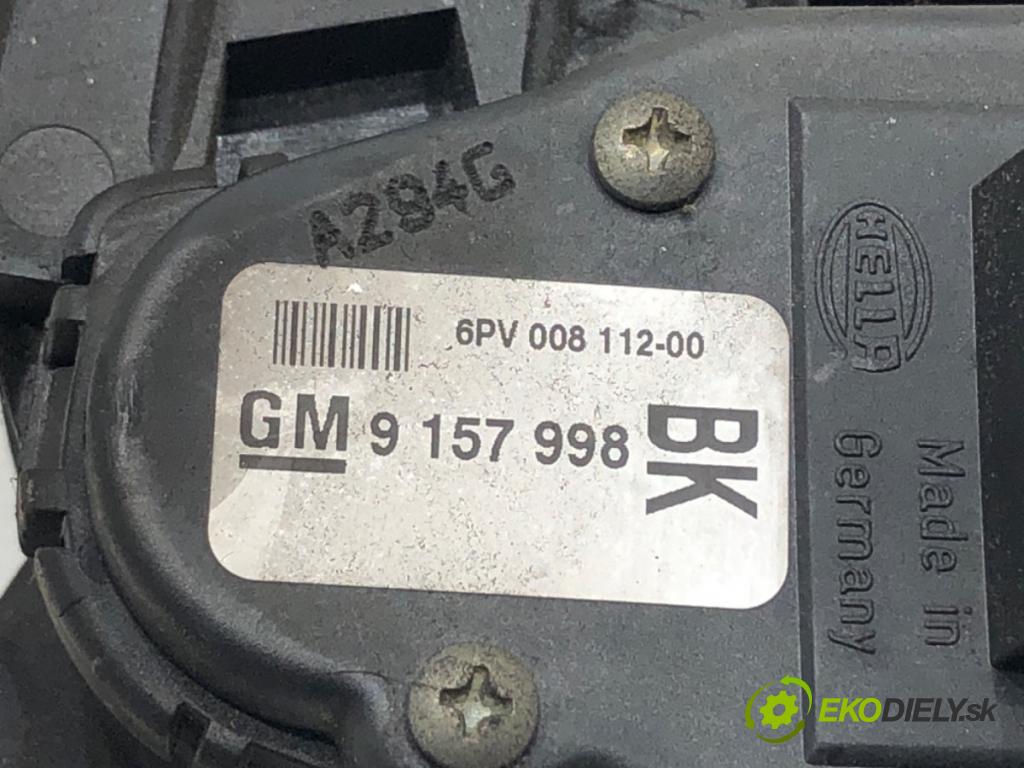 A284G
6PV 008 112-00
GM 9 157 998 BK
HELLA
Made in
Germany
EKODIELY.sk